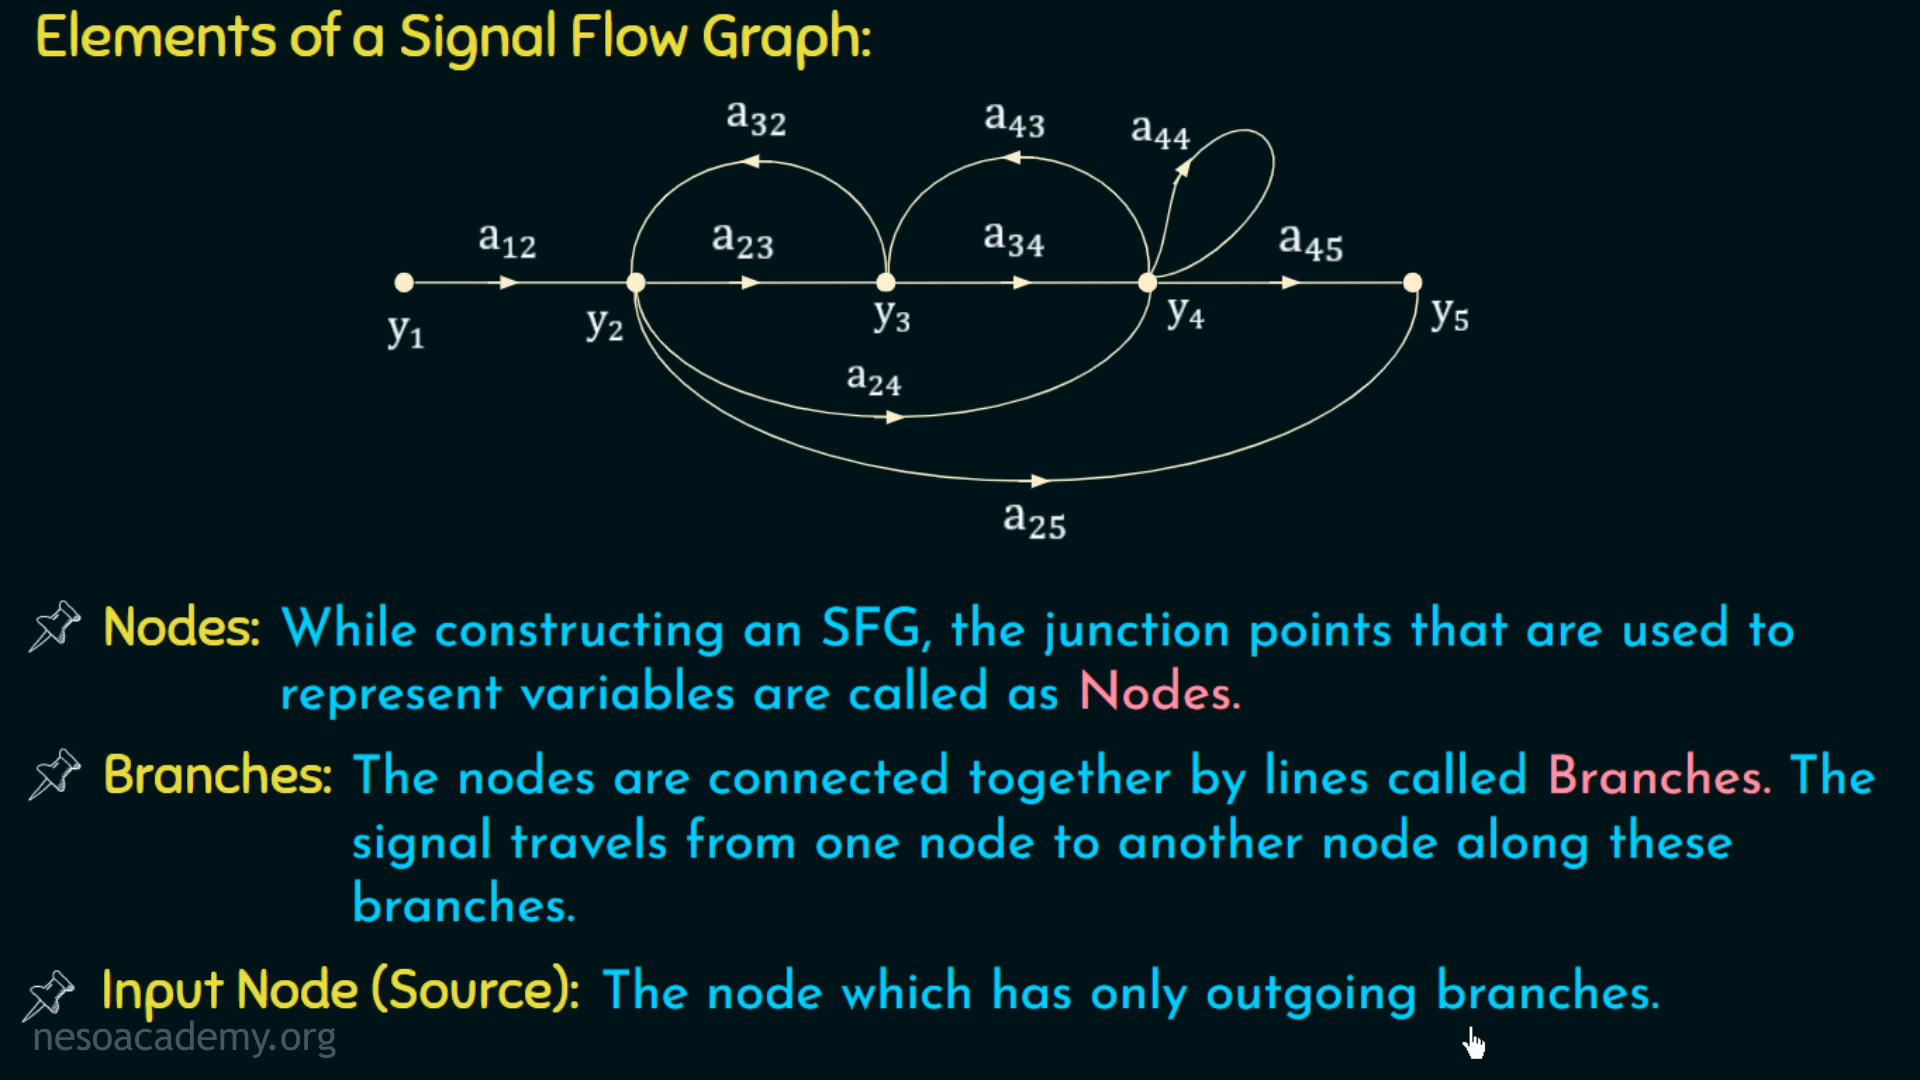 Elements of a Signal Flow Graph:
a32 a43 a44
a12 a23 a34 a45
y1 y2 y3 y4 y5
a24
a25
Nodes: While constructing an SFG, the junction points that are used to
represent variables are called as Nodes.
Branches: The nodes are connected together by lines called Branches. The
signal travels from one node to another node along these
branches.
Input Node (Source): The node which has only outgoing branches.
nesoacademy.org